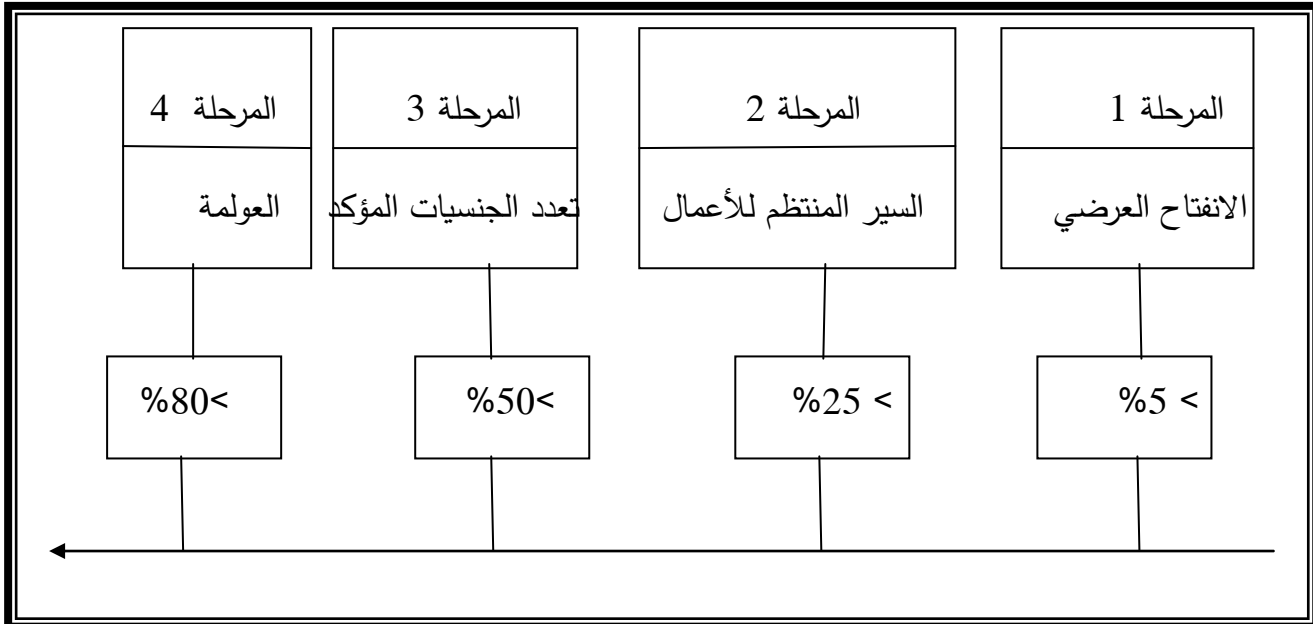 المرحلة 1
المرحلة 2
المرحلة 3
المرحلة 4
الانفتاح العرضي
السير المنتظم للأعمال
تعدد الجنسيات المؤكد
العولمة
%5 <
%25 <
%50<
%80<